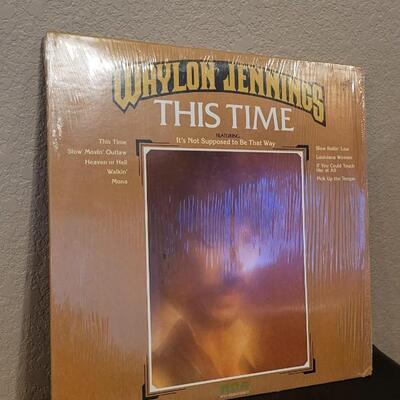 WAYLON JENNINGS
THIS TIME
FEATURING
It's Not Supposed to Be That Way
This Time
Slow Movin' Outlaw
Heaven or Hell
Walkin'
Mona
Slow Rollin' Low
Louisiana Women
If You Could Touch
Her at All
Pick Up the Tempo
RCA